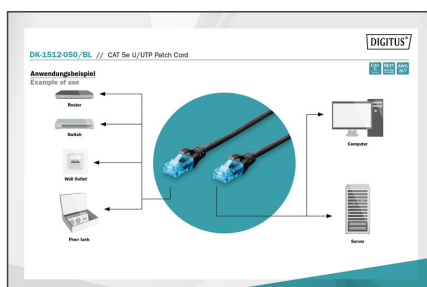 DIGITUS®
DK-1512-050/BL // CAT 5e U/UTP Patch Cord
Anwendungsbeispiel
Example of use
Router
Switch
Wall Outlet
Floor tank
Computer
Server